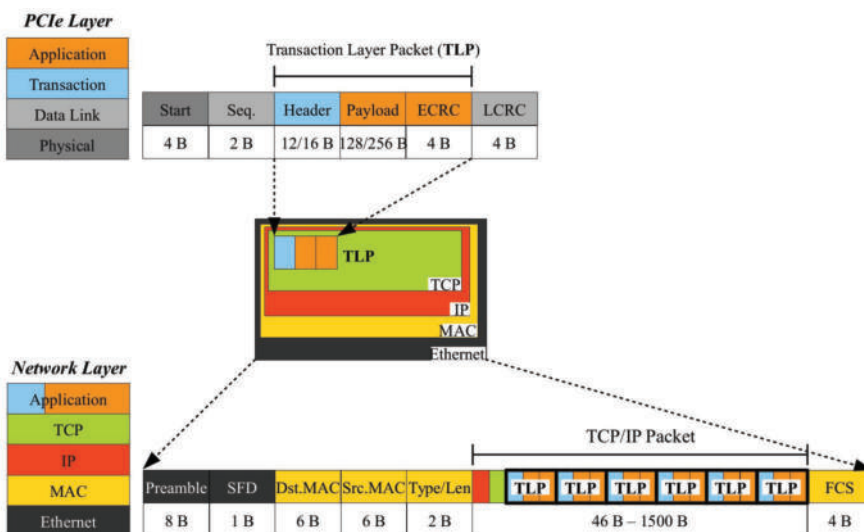 PCIe Layer
Application
Transaction
Data Link
Physical
Transaction Layer Packet (TLP)
Start Seq. Header Payload ECRC LCRC
4 B 2 B 12/16 B 128/256 B 4 B 4 B
TLP
TCP
IP
MAC
Ethernet
Network Layer
Application
TCP
IP
MAC
Ethernet
TCP/IP Packet
Preamble SFD Dst.MAC Src.MAC Type/Len TLP TLP TLP TLP TLP TLP FCS
8 B 1 B 6 B 6 B 2 B 46 B – 1500 B 4 B